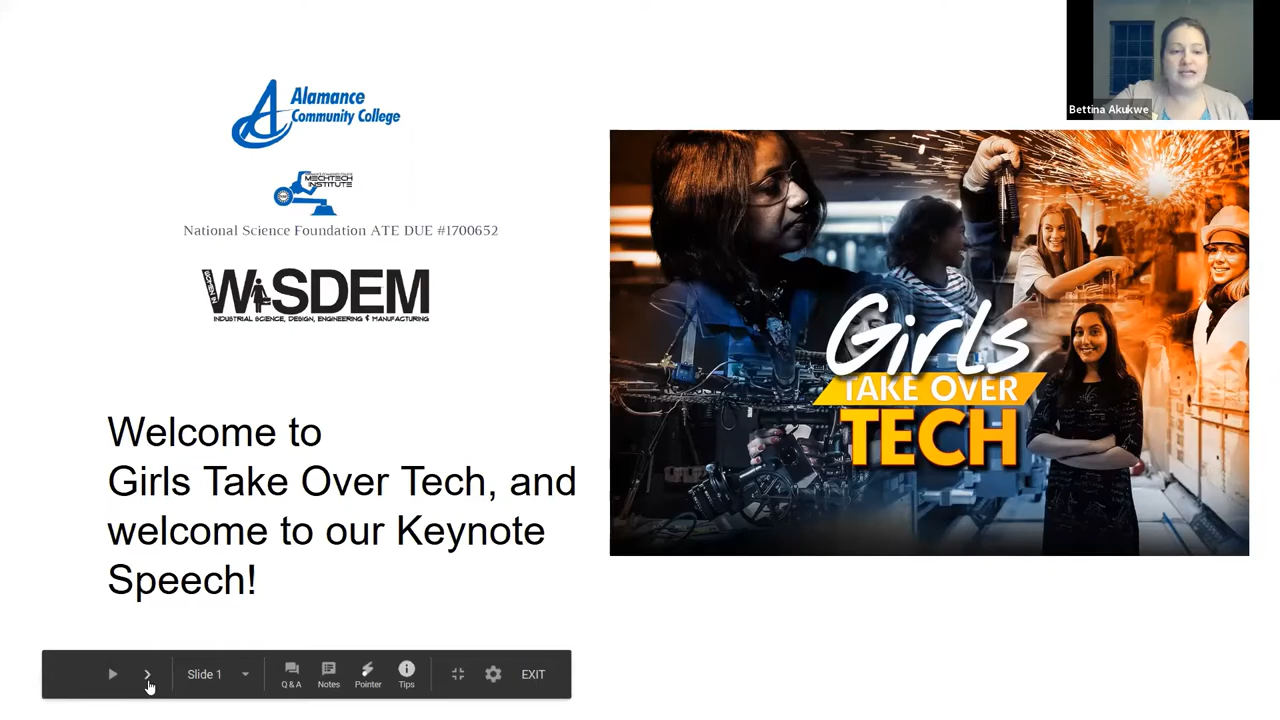 Bettina Akukwe
Alamance
Community College
MECHTECH
INSTITUTE
National Science Foundation ATE DUE #1700652
WOMEN IN
WiSDEM
INDUSTRIAL SCIENCE, DESIGN, ENGINEERING & MANUFACTURING
Girls
TAKE OVER
TECH
Welcome to
Girls Take Over Tech, and
welcome to our Keynote
Speech!
Slide 1
Q & A
Notes
Pointer
Tips
EXIT